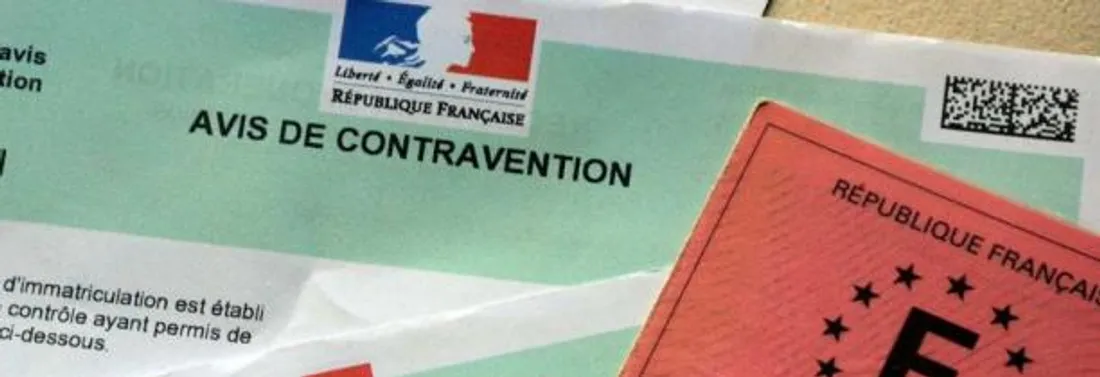 avis
tion
Liberté • Égalité • Fraternité
RÉPUBLIQUE FRANÇAISE
AVIS DE CONTRAVENTION
d'immatriculation est établi
contrôle ayant permis de
ci-dessous.
RÉPUBLIQUE FRANÇAIS
F